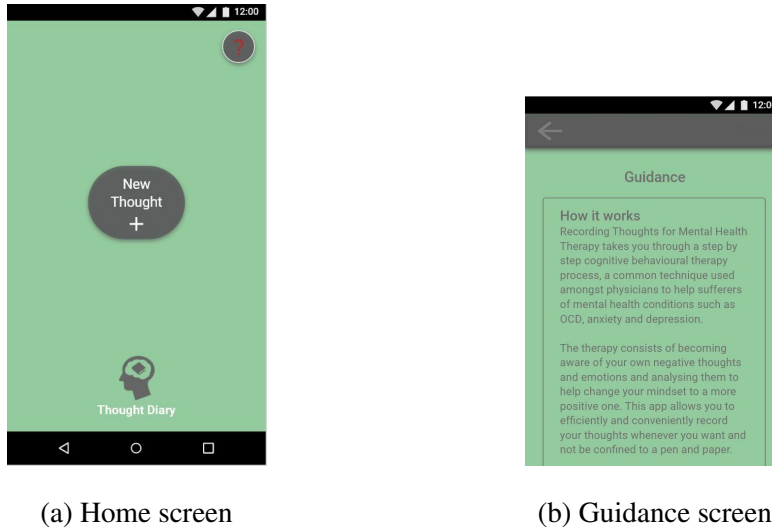 12:00
?
New
Thought
+
Thought Diary
(a) Home screen
12:0
Guidance
How it works
Recording Thoughts for Mental Health
Therapy takes you through a step by
step cognitive behavioural therapy
process, a common technique used
amongst physicians to help sufferers
of mental health conditions such as
OCD, anxiety and depression.
The therapy consists of becoming
aware of your own negative thoughts
and emotions and analysing them to
help change your mindset to a more
positive one. This app allows you to
efficiently and conveniently record
your thoughts whenever you want and
not be confined to a pen and paper.
(b) Guidance screen